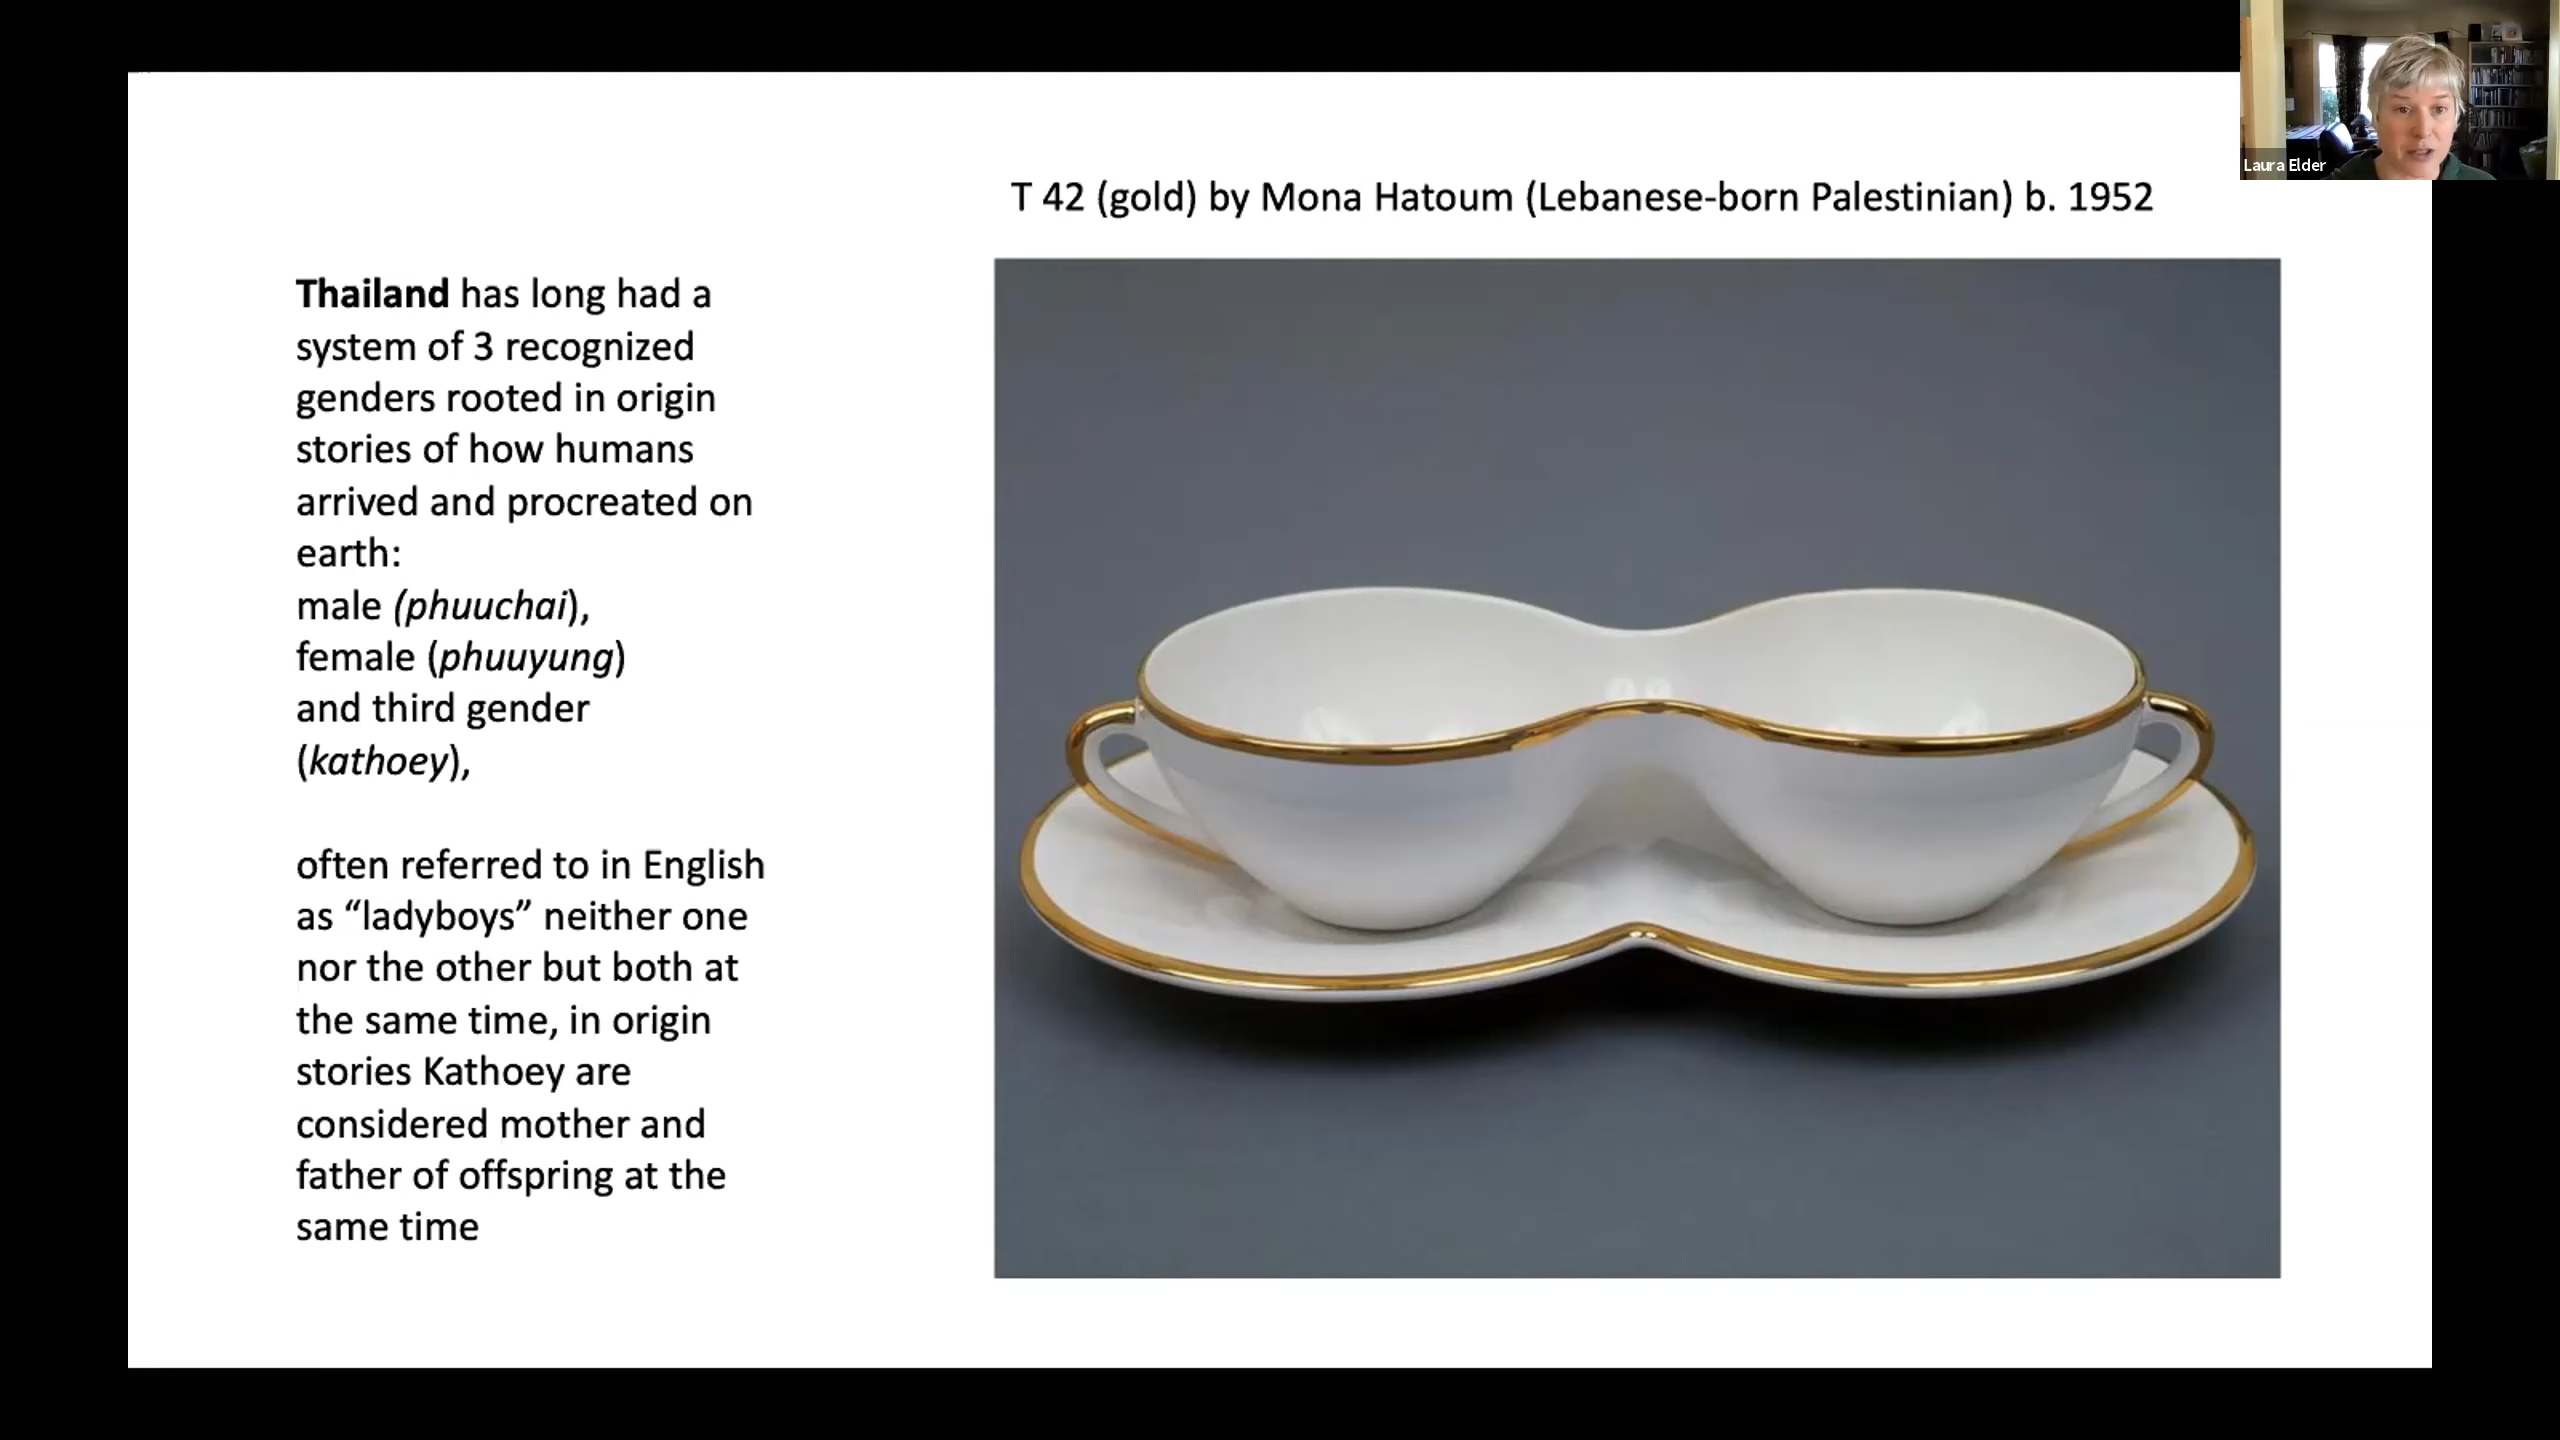 Laura Elder
T 42 (gold) by Mona Hatoum (Lebanese-born Palestinian) b. 1952
Thailand has long had a
system of 3 recognized
genders rooted in origin
stories of how humans
arrived and procreated on
earth:
male (phuuchai),
female (phuuyung)
and third gender
(kathoey),
often referred to in English
as “ladyboys” neither one
nor the other but both at
the same time, in origin
stories Kathoey are
considered mother and
father of offspring at the
same time